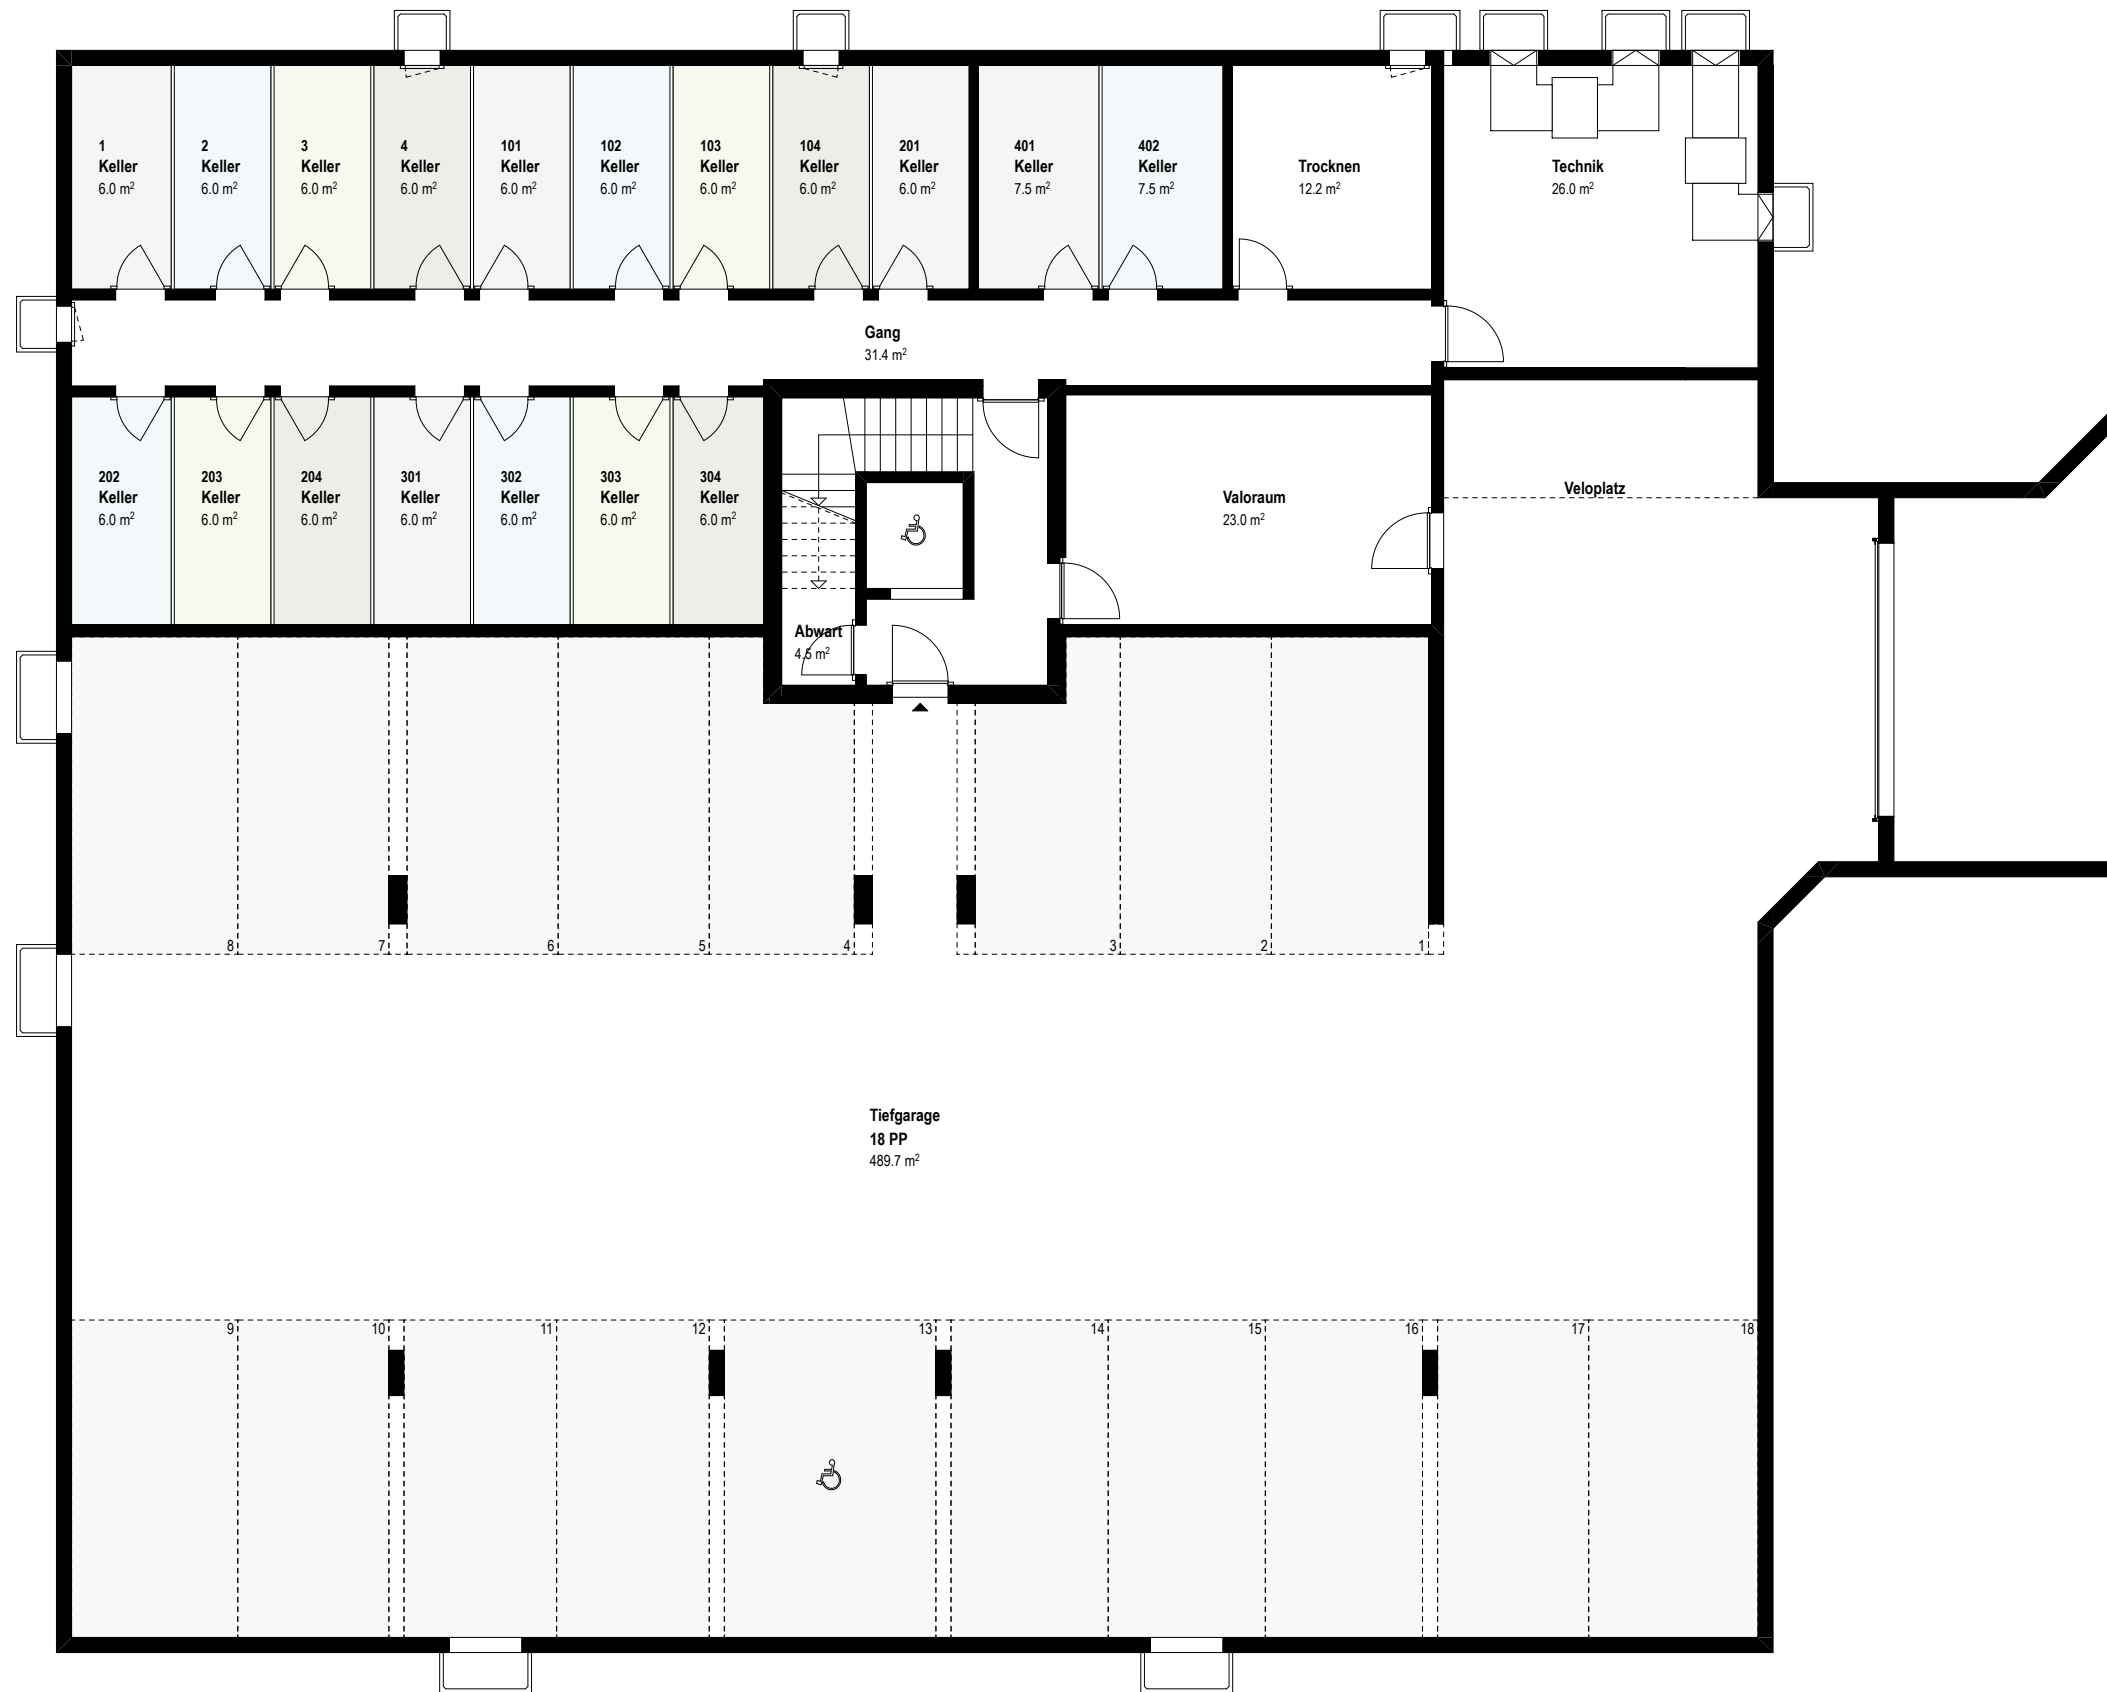 1
Keller
6.0 m²
2
Keller
6.0 m²
3
Keller
6.0 m²
4
Keller
6.0 m²
101
Keller
6.0 m²
102
Keller
6.0 m²
103
Keller
6.0 m²
104
Keller
6.0 m²
201
Keller
6.0 m²
401
Keller
7.5 m²
402
Keller
7.5 m²
Trocknen
12.2 m²
Technik
26.0 m²
Gang
31.4 m²
202
Keller
6.0 m²
203
Keller
6.0 m²
204
Keller
6.0 m²
301
Keller
6.0 m²
302
Keller
6.0 m²
303
Keller
6.0 m²
304
Keller
6.0 m²
Valoraum
23.0 m²
Veloplatz
Abwart
4.5 m²
8
7
6
5
4
3
2
1
Tiefgarage
18 PP
489.7 m²
9
10
11
12
13
14
15
16
17
18